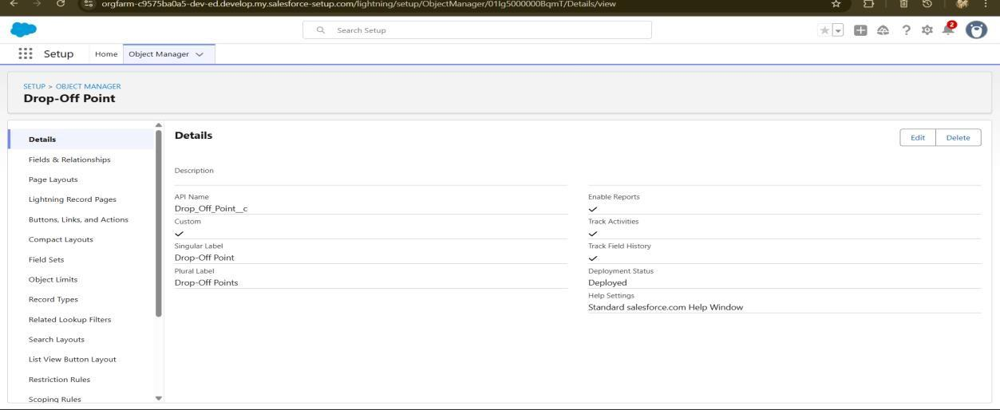 orgfarm-c9575ba0a5-dev-ed.develop.my.salesforce-setup.com/lightning/setup/ObjectManager/01Ig5000000BqmT/Details/view
Search Setup
2
Setup
Home
Object Manager
SETUP > OBJECT MANAGER
Drop-Off Point
Details
Fields & Relationships
Page Layouts
Lightning Record Pages
Buttons, Links, and Actions
Compact Layouts
Field Sets
Object Limits
Record Types
Related Lookup Filters
Search Layouts
List View Button Layout
Restriction Rules
Scoping Rules
Details
Edit
Delete
Description
API Name
Drop_Off_Point__c
Custom
Singular Label
Drop-Off Point
Plural Label
Drop-Off Points
Enable Reports
Track Activities
Track Field History
Deployment Status
Deployed
Help Settings
Standard salesforce.com Help Window